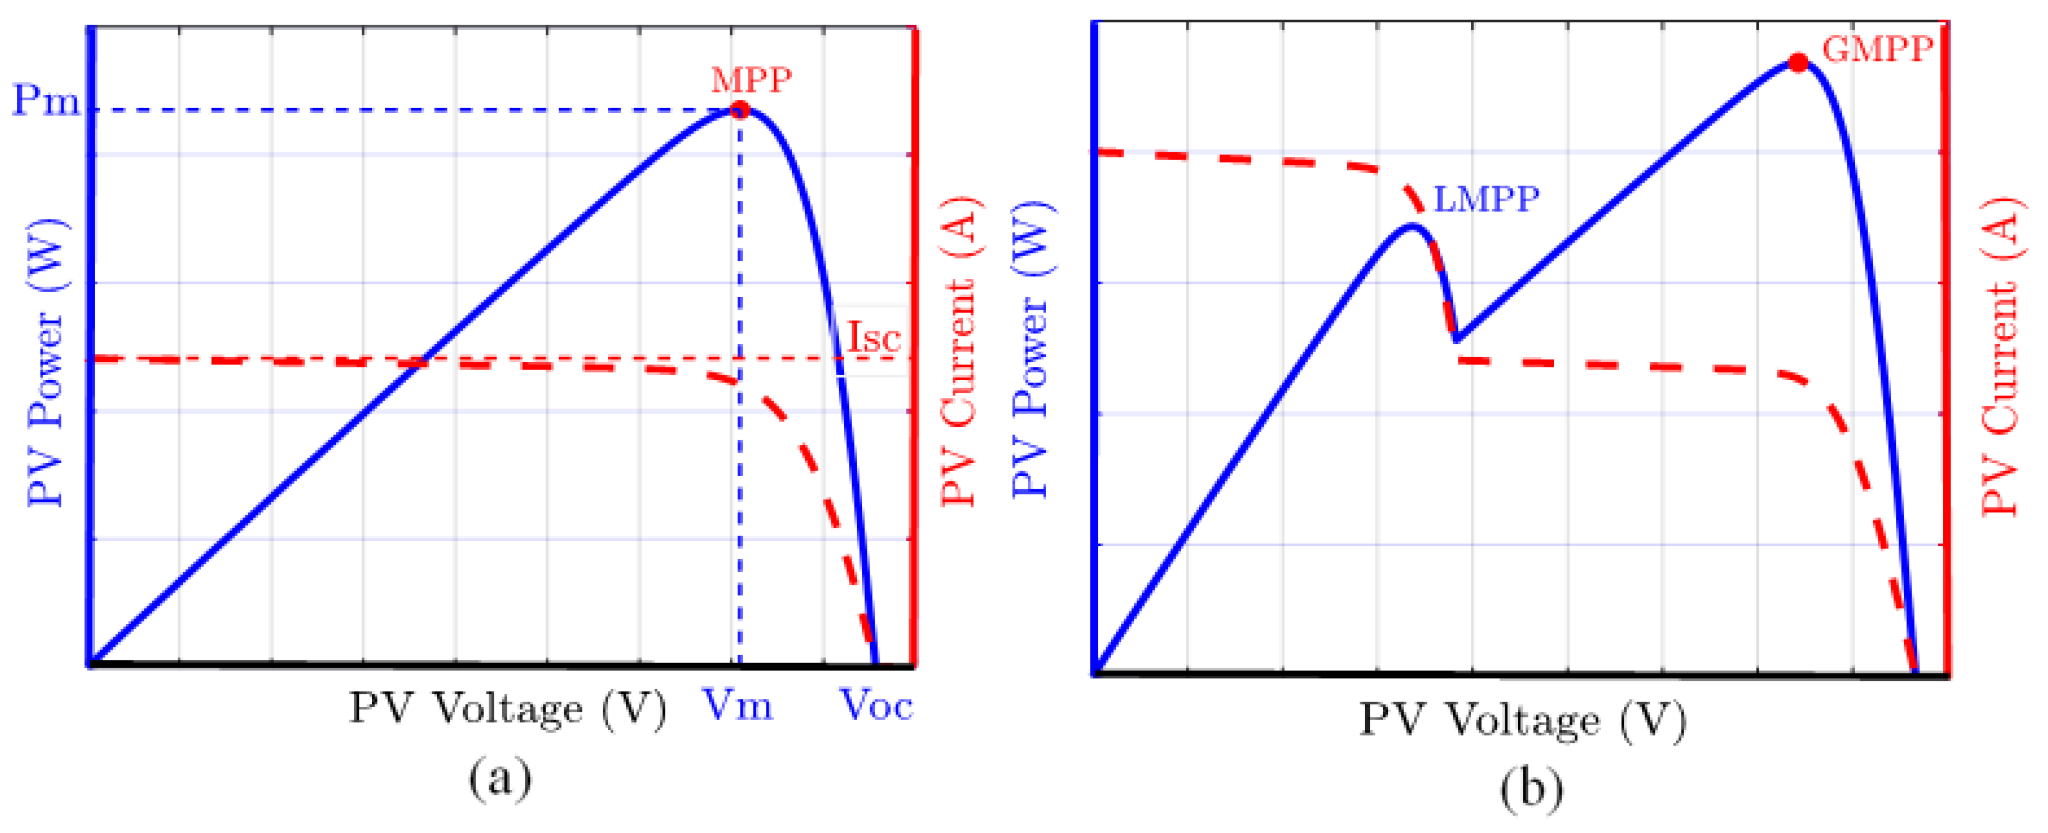 MPP
Pm
Isc
PV Power (W)
PV Current (A)
PV Voltage (V)
Vm
Voc
(a)
GMPP
LMPP
PV Power (W)
PV Current (A)
PV Voltage (V)
(b)